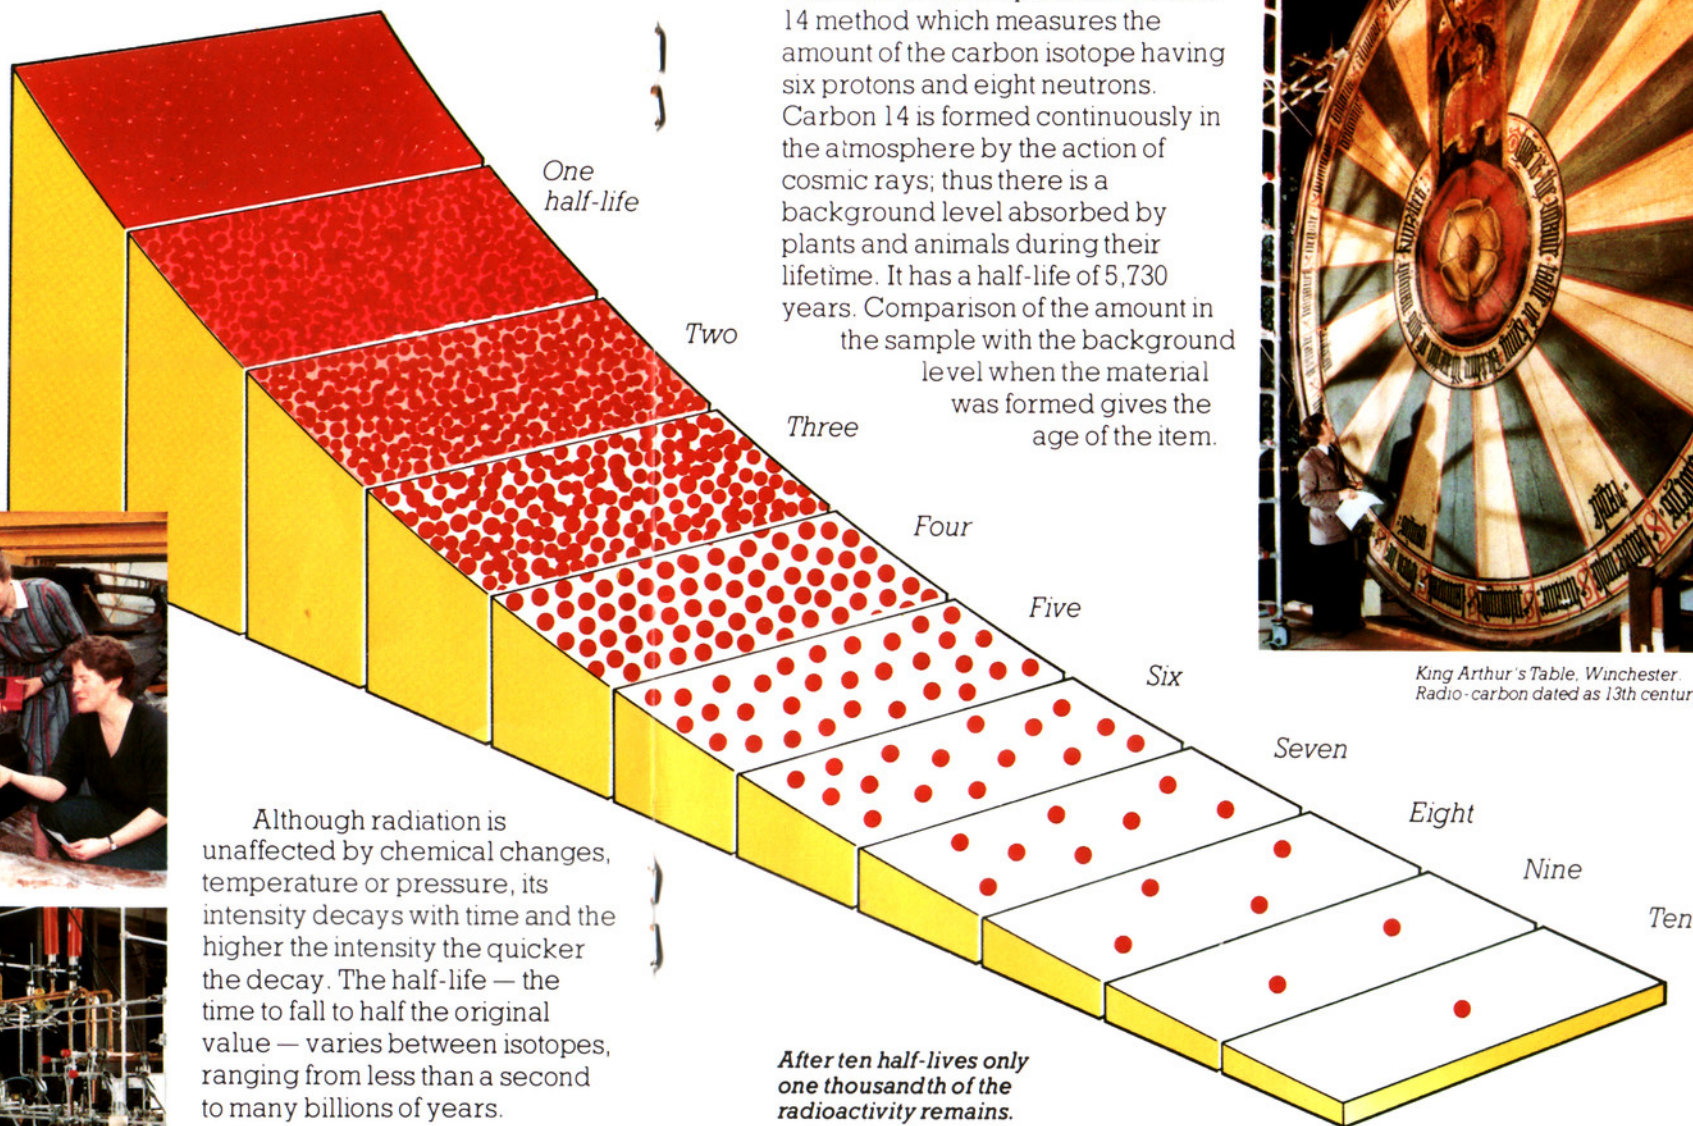 14 method which measures the
amount of the carbon isotope having
six protons and eight neutrons.
Carbon 14 is formed continuously in
the atmosphere by the action of
cosmic rays; thus there is a
background level absorbed by
plants and animals during their
lifetime. It has a half-life of 5,730
years. Comparison of the amount in
the sample with the background
level when the material
was formed gives the
age of the item.
One
half-life
Two
Three
Four
Five
Six
Seven
Eight
Nine
Ten
King Arthur's Table, Winchester.
Radio-carbon dated as 13th centur
Although radiation is
unaffected by chemical changes,
temperature or pressure, its
intensity decays with time and the
higher the intensity the quicker
the decay. The half-life — the
time to fall to half the original
value — varies between isotopes,
ranging from less than a second
to many billions of years.
After ten half-lives only
one thousandth of the
radioactivity remains.